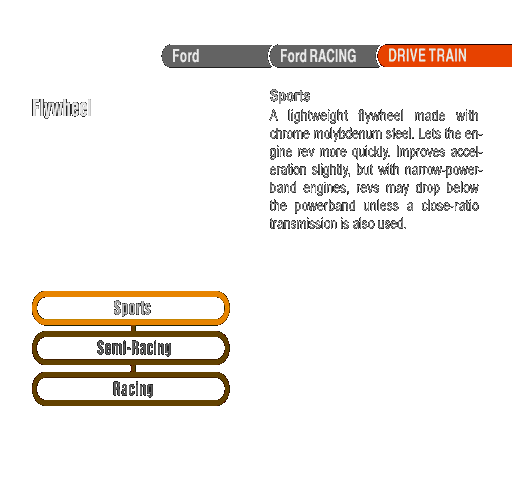 Ford
Ford RACING
DRIVE TRAIN
Flywheel
Sports
A lightweight flywheel made with
chrome molybdenum steel. Lets the en-
gine rev more quickly. Improves accel-
eration slightly, but with narrow-power-
band engines, revs may drop below
the powerband unless a close-ratio
transmission is also used.
Sports
Semi-Racing
Racing